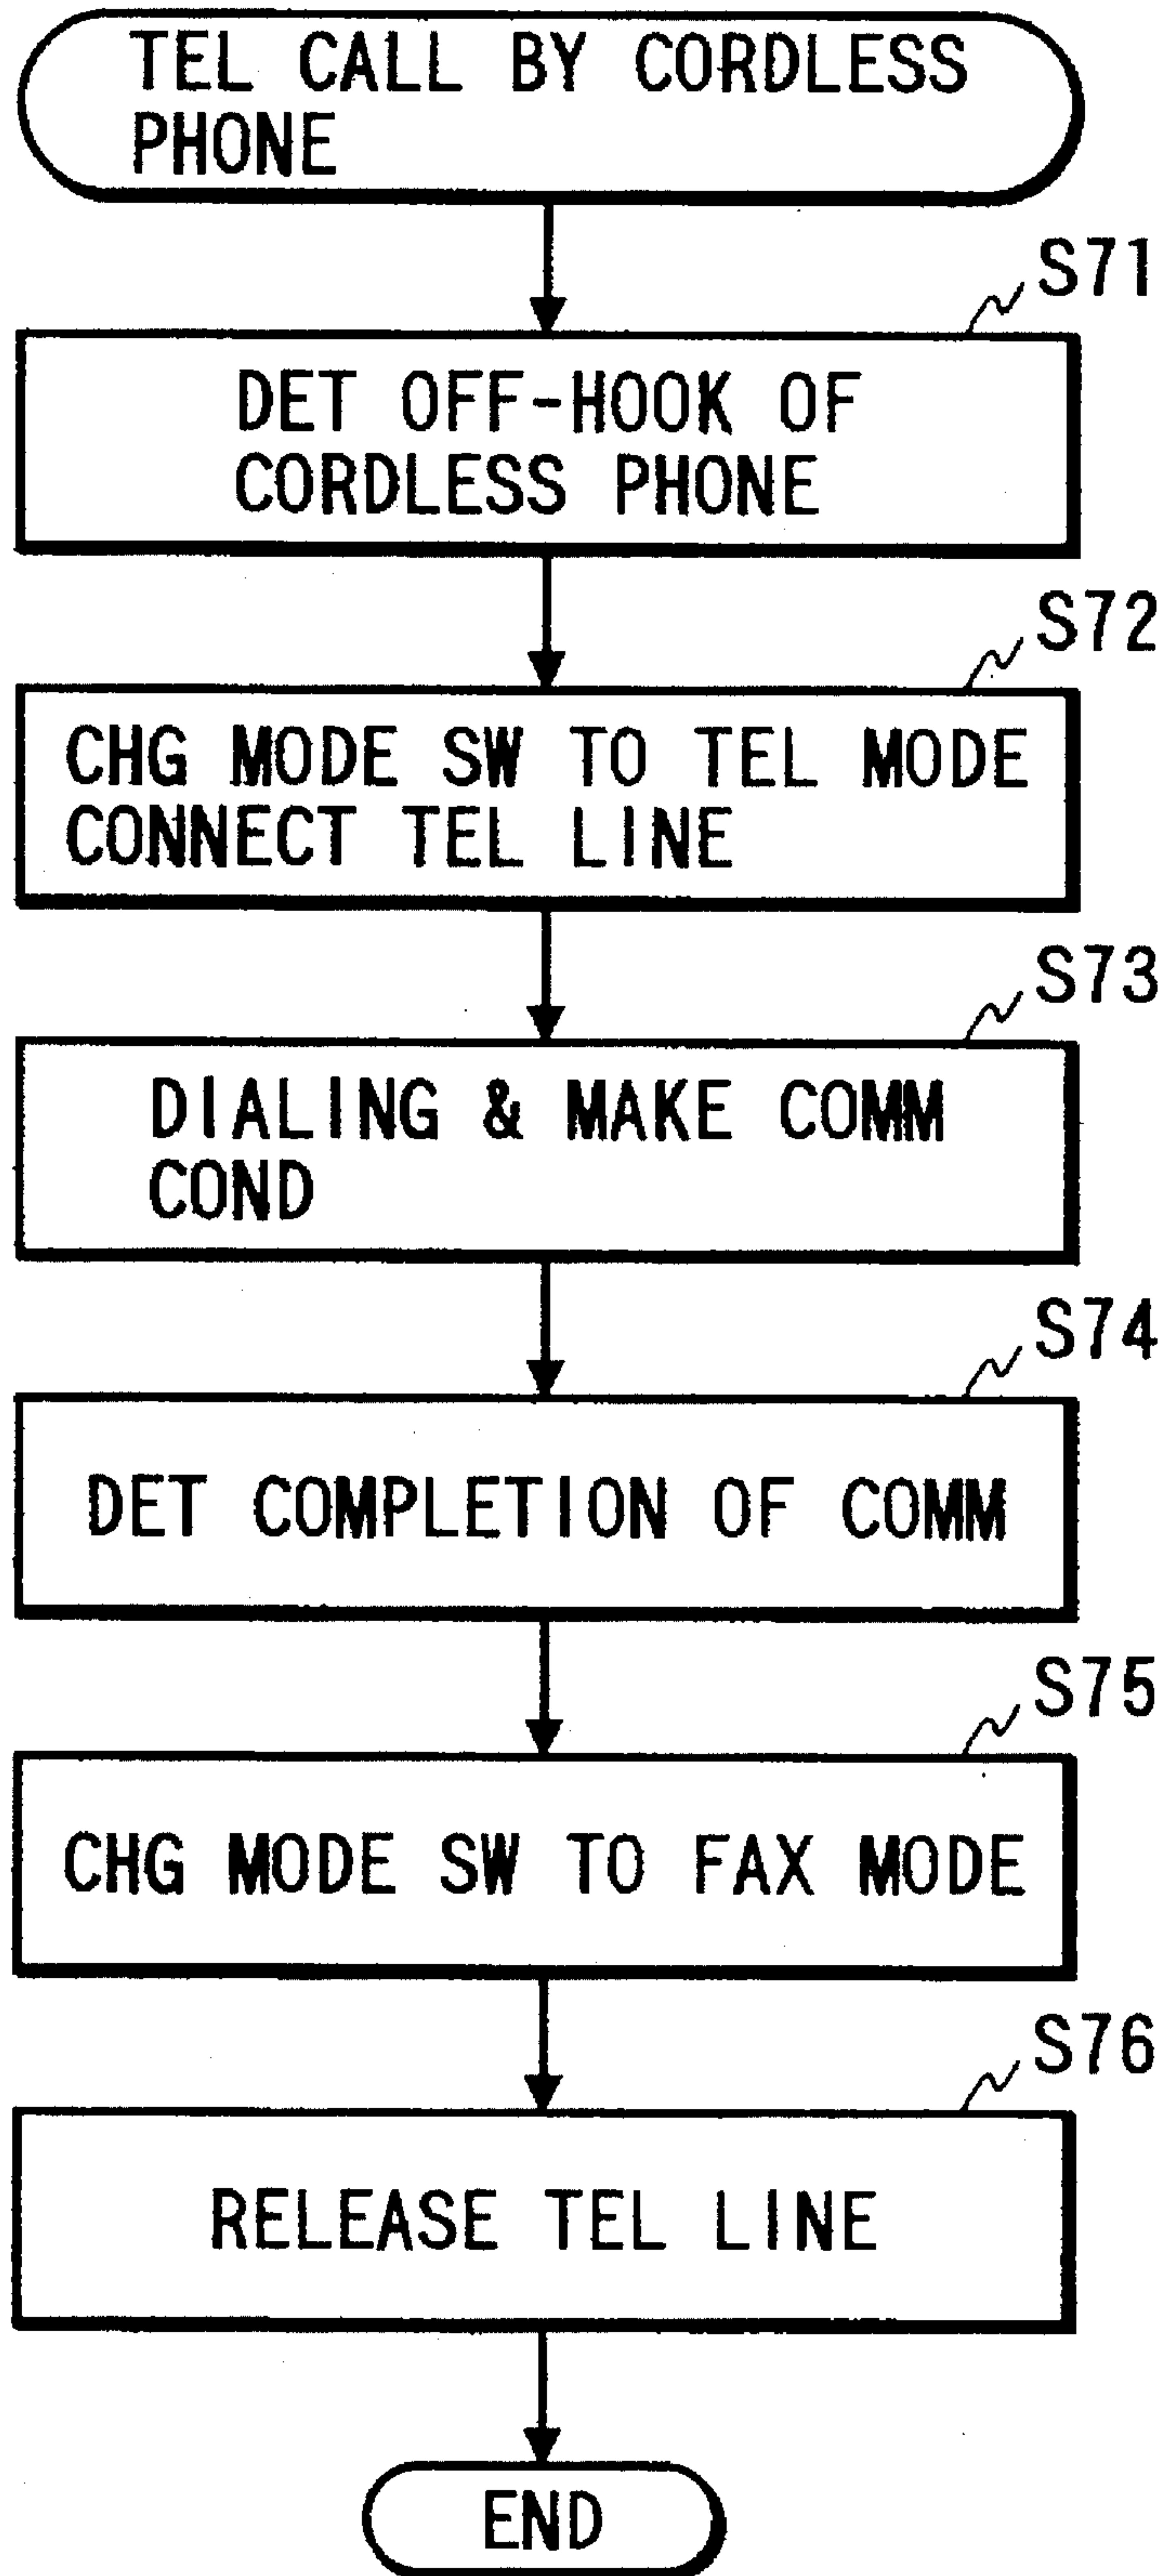 TEL CALL BY CORDLESS
PHONE
S71
DET OFF-HOOK OF
CORDLESS PHONE
S72
CHG MODE SW TO TEL MODE
CONNECT TEL LINE
S73
DIALING & MAKE COMM
COND
S74
DET COMPLETION OF COMM
S75
CHG MODE SW TO FAX MODE
S76
RELEASE TEL LINE
END